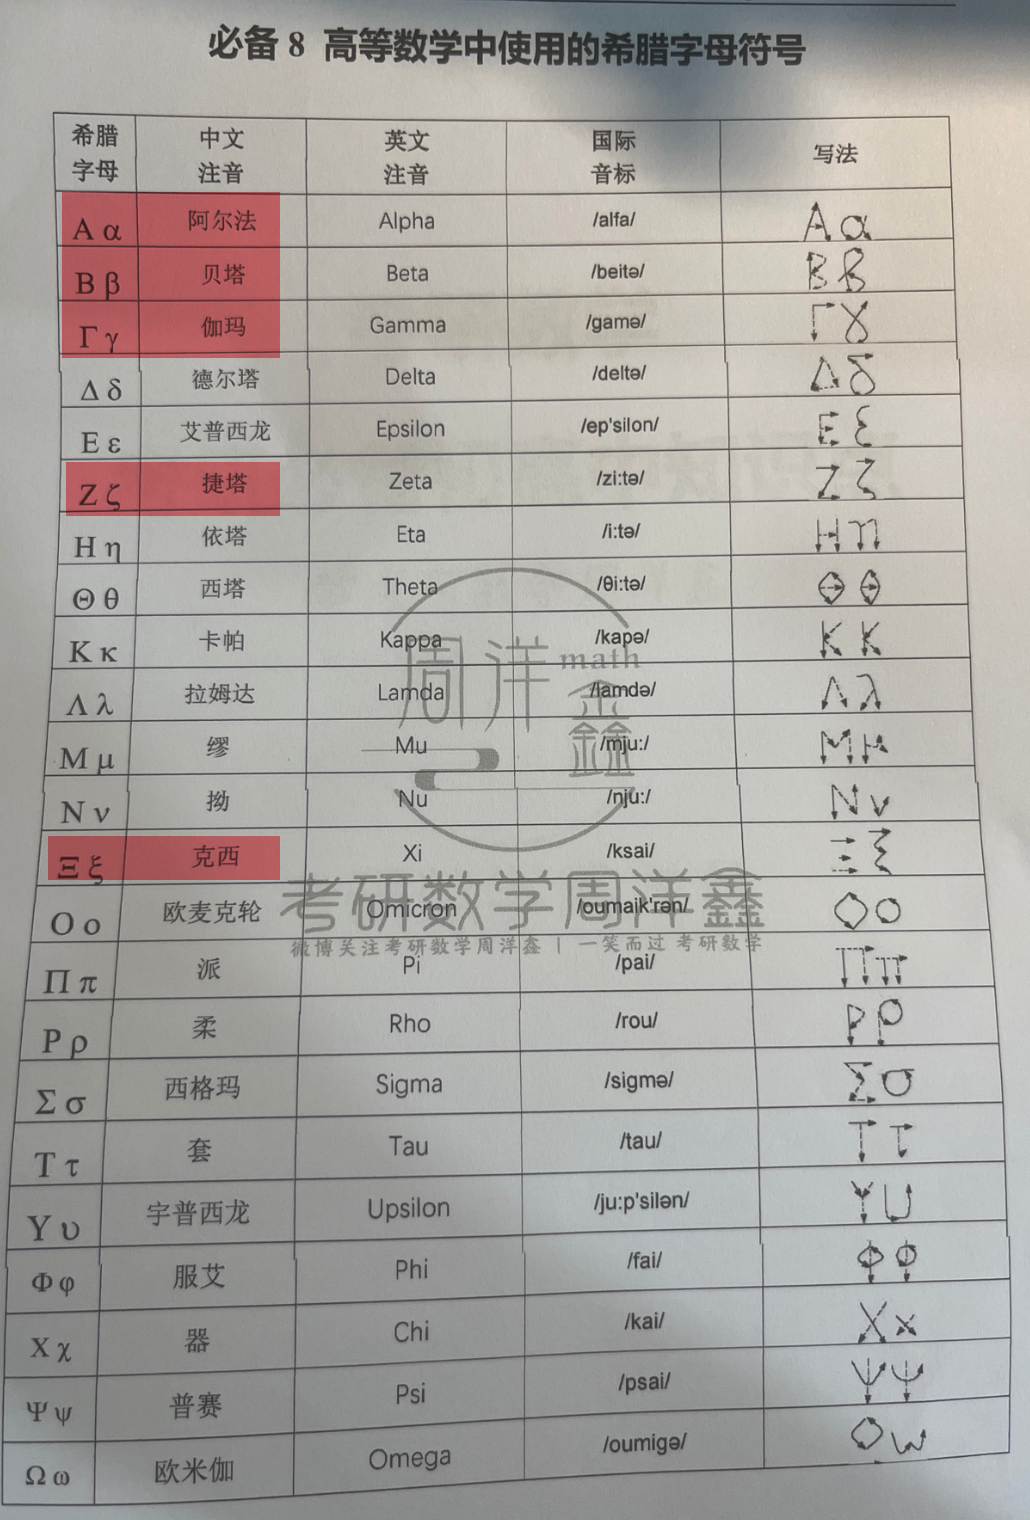 必备 8 高等数学中使用的希腊字母符号
希腊字母 中文注音 英文注音 国际音标 写法
Α α 阿尔法 Alpha /alfa/ Α α
Β β 贝塔 Beta /beitə/ Β β
Γ γ 伽玛 Gamma /gamə/ Γ γ
Δ δ 德尔塔 Delta /deltə/ Δ δ
Ε ε 艾普西龙 Epsilon /ep'silon/ Ε ε
Ζ ζ 捷塔 Zeta /zi:tə/ Ζ ζ
Η η 依塔 Eta /i:tə/ Η η
Θ θ 西塔 Theta /θi:tə/ Θ θ
Κ κ 卡帕 Kappa /kapə/ Κ κ
Λ λ 拉姆达 Lamda /lamdə/ Λ λ
Μ μ 缪 Mu /mju:/ Μ μ
Ν ν 拗 Nu /nju:/ Ν ν
Ξ ξ 克西 Xi /ksai/ Ξ ξ
Ο ο 欧麦克轮 Omicron /oumaik'rən/ Ο ο
Π π 派 Pi /pai/ Π π
Ρ ρ 柔 Rho /rou/ Ρ ρ
Σ σ 西格玛 Sigma /sigmə/ Σ σ
Τ τ 套 Tau /tau/ Τ τ
Υ υ 宇普西龙 Upsilon /ju:p'silən/ Υ υ
Φ φ 服艾 Phi /fai/ Φ φ
Χ χ 器 Chi /kai/ Χ χ
Ψ ψ 普赛 Psi /psai/ Ψ ψ
Ω ω 欧米伽 Omega /oumigə/ Ω ω
周洋鑫 math
考研数学周洋鑫
微博关注考研数学周洋鑫 | 一笑而过 考研数学